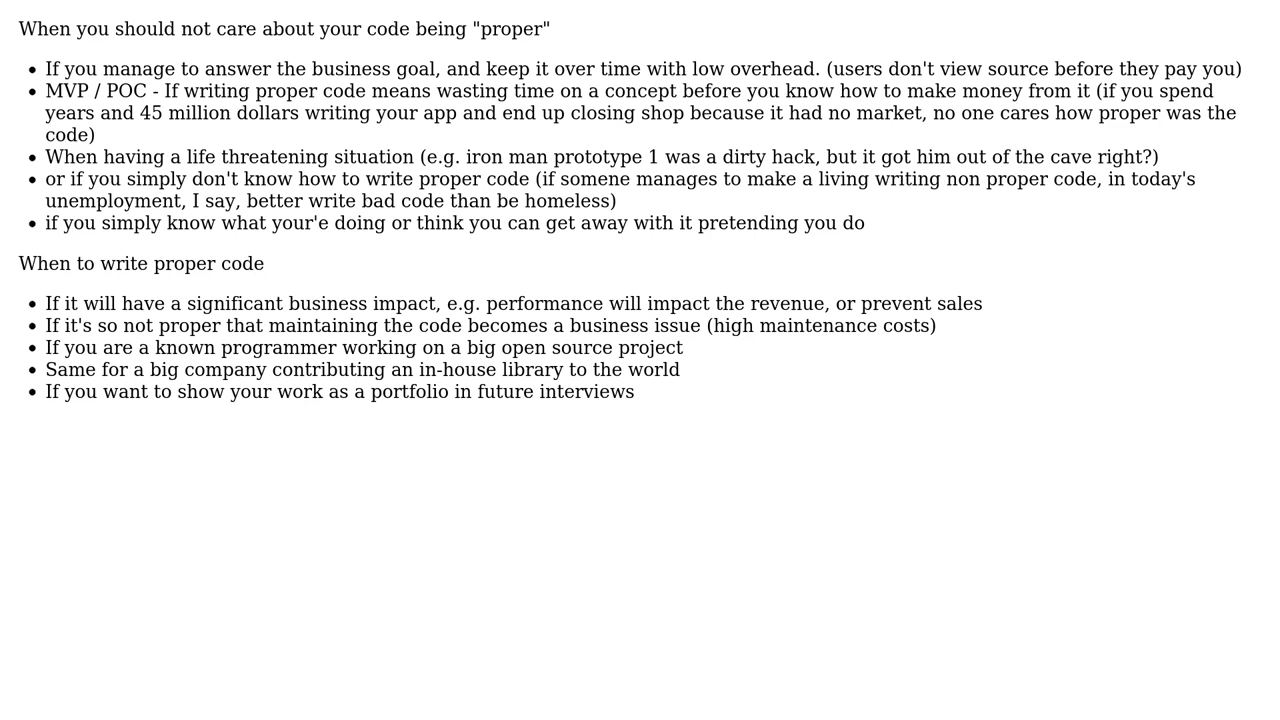 When you should not care about your code being "proper"
• If you manage to answer the business goal, and keep it over time with low overhead. (users don't view source before they pay you)
• MVP / POC - If writing proper code means wasting time on a concept before you know how to make money from it (if you spend
years and 45 million dollars writing your app and end up closing shop because it had no market, no one cares how proper was the
code)
• When having a life threatening situation (e.g. iron man prototype 1 was a dirty hack, but it got him out of the cave right?)
• or if you simply don't know how to write proper code (if somene manages to make a living writing non proper code, in today's
unemployment, I say, better write bad code than be homeless)
• if you simply know what your'e doing or think you can get away with it pretending you do
When to write proper code
• If it will have a significant business impact, e.g. performance will impact the revenue, or prevent sales
• If it's so not proper that maintaining the code becomes a business issue (high maintenance costs)
• If you are a known programmer working on a big open source project
• Same for a big company contributing an in-house library to the world
• If you want to show your work as a portfolio in future interviews